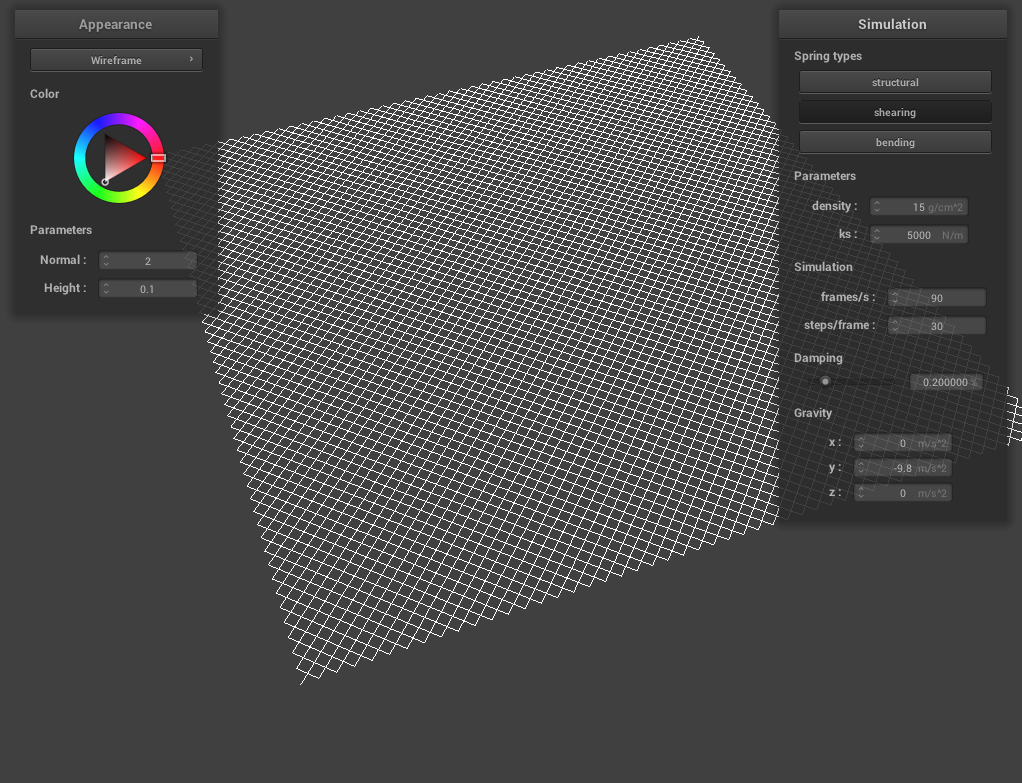 Appearance
Wireframe
Color
Parameters
Normal : 2
Height : 0.1
Simulation
Spring types
structural
shearing
bending
Parameters
density : 15 g/cm^2
ks : 5000 N/m
Simulation
frames/s : 90
steps/frame : 30
Damping
0.200000 %
Gravity
x : 0 m/s^2
y : -9.8 m/s^2
z : 0 m/s^2